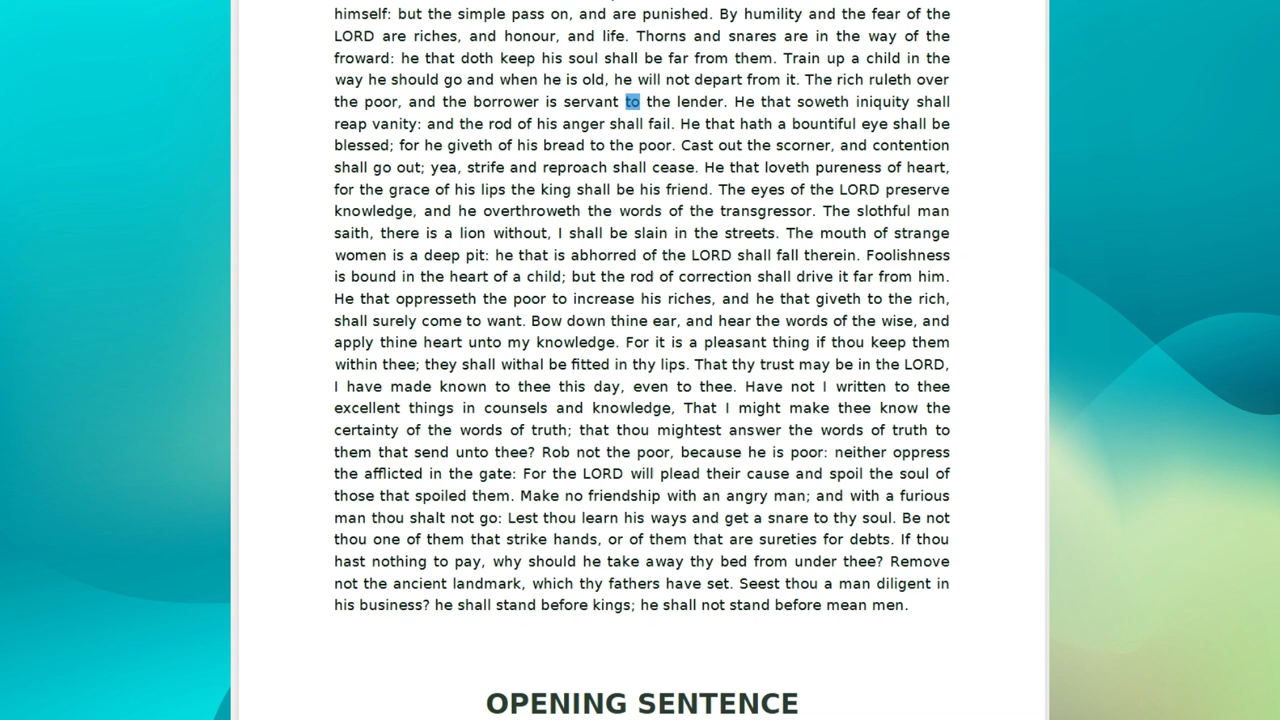 himself: but the simple pass on, and are punished. By humility and the fear of the
LORD are riches, and honour, and life. Thorns and snares are in the way of the
froward: he that doth keep his soul shall be far from them. Train up a child in the
way he should go and when he is old, he will not depart from it. The rich ruleth over
the poor, and the borrower is servant to the lender. He that soweth iniquity shall
reap vanity: and the rod of his anger shall fail. He that hath a bountiful eye shall be
blessed; for he giveth of his bread to the poor. Cast out the scorner, and contention
shall go out; yea, strife and reproach shall cease. He that loveth pureness of heart,
for the grace of his lips the king shall be his friend. The eyes of the LORD preserve
knowledge, and he overthroweth the words of the transgressor. The slothful man
saith, there is a lion without, I shall be slain in the streets. The mouth of strange
women is a deep pit: he that is abhorred of the LORD shall fall therein. Foolishness
is bound in the heart of a child; but the rod of correction shall drive it far from him.
He that oppresseth the poor to increase his riches, and he that giveth to the rich,
shall surely come to want. Bow down thine ear, and hear the words of the wise, and
apply thine heart unto my knowledge. For it is a pleasant thing if thou keep them
within thee; they shall withal be fitted in thy lips. That thy trust may be in the LORD,
I have made known to thee this day, even to thee. Have not I written to thee
excellent things in counsels and knowledge, That I might make thee know the
certainty of the words of truth; that thou mightest answer the words of truth to
them that send unto thee? Rob not the poor, because he is poor: neither oppress
the afflicted in the gate: For the LORD will plead their cause and spoil the soul of
those that spoiled them. Make no friendship with an angry man; and with a furious
man thou shalt not go: Lest thou learn his ways and get a snare to thy soul. Be not
thou one of them that strike hands, or of them that are sureties for debts. If thou
hast nothing to pay, why should he take away thy bed from under thee? Remove
not the ancient landmark, which thy fathers have set. Seest thou a man diligent in
his business? he shall stand before kings; he shall not stand before mean men.
OPENING SENTENCE